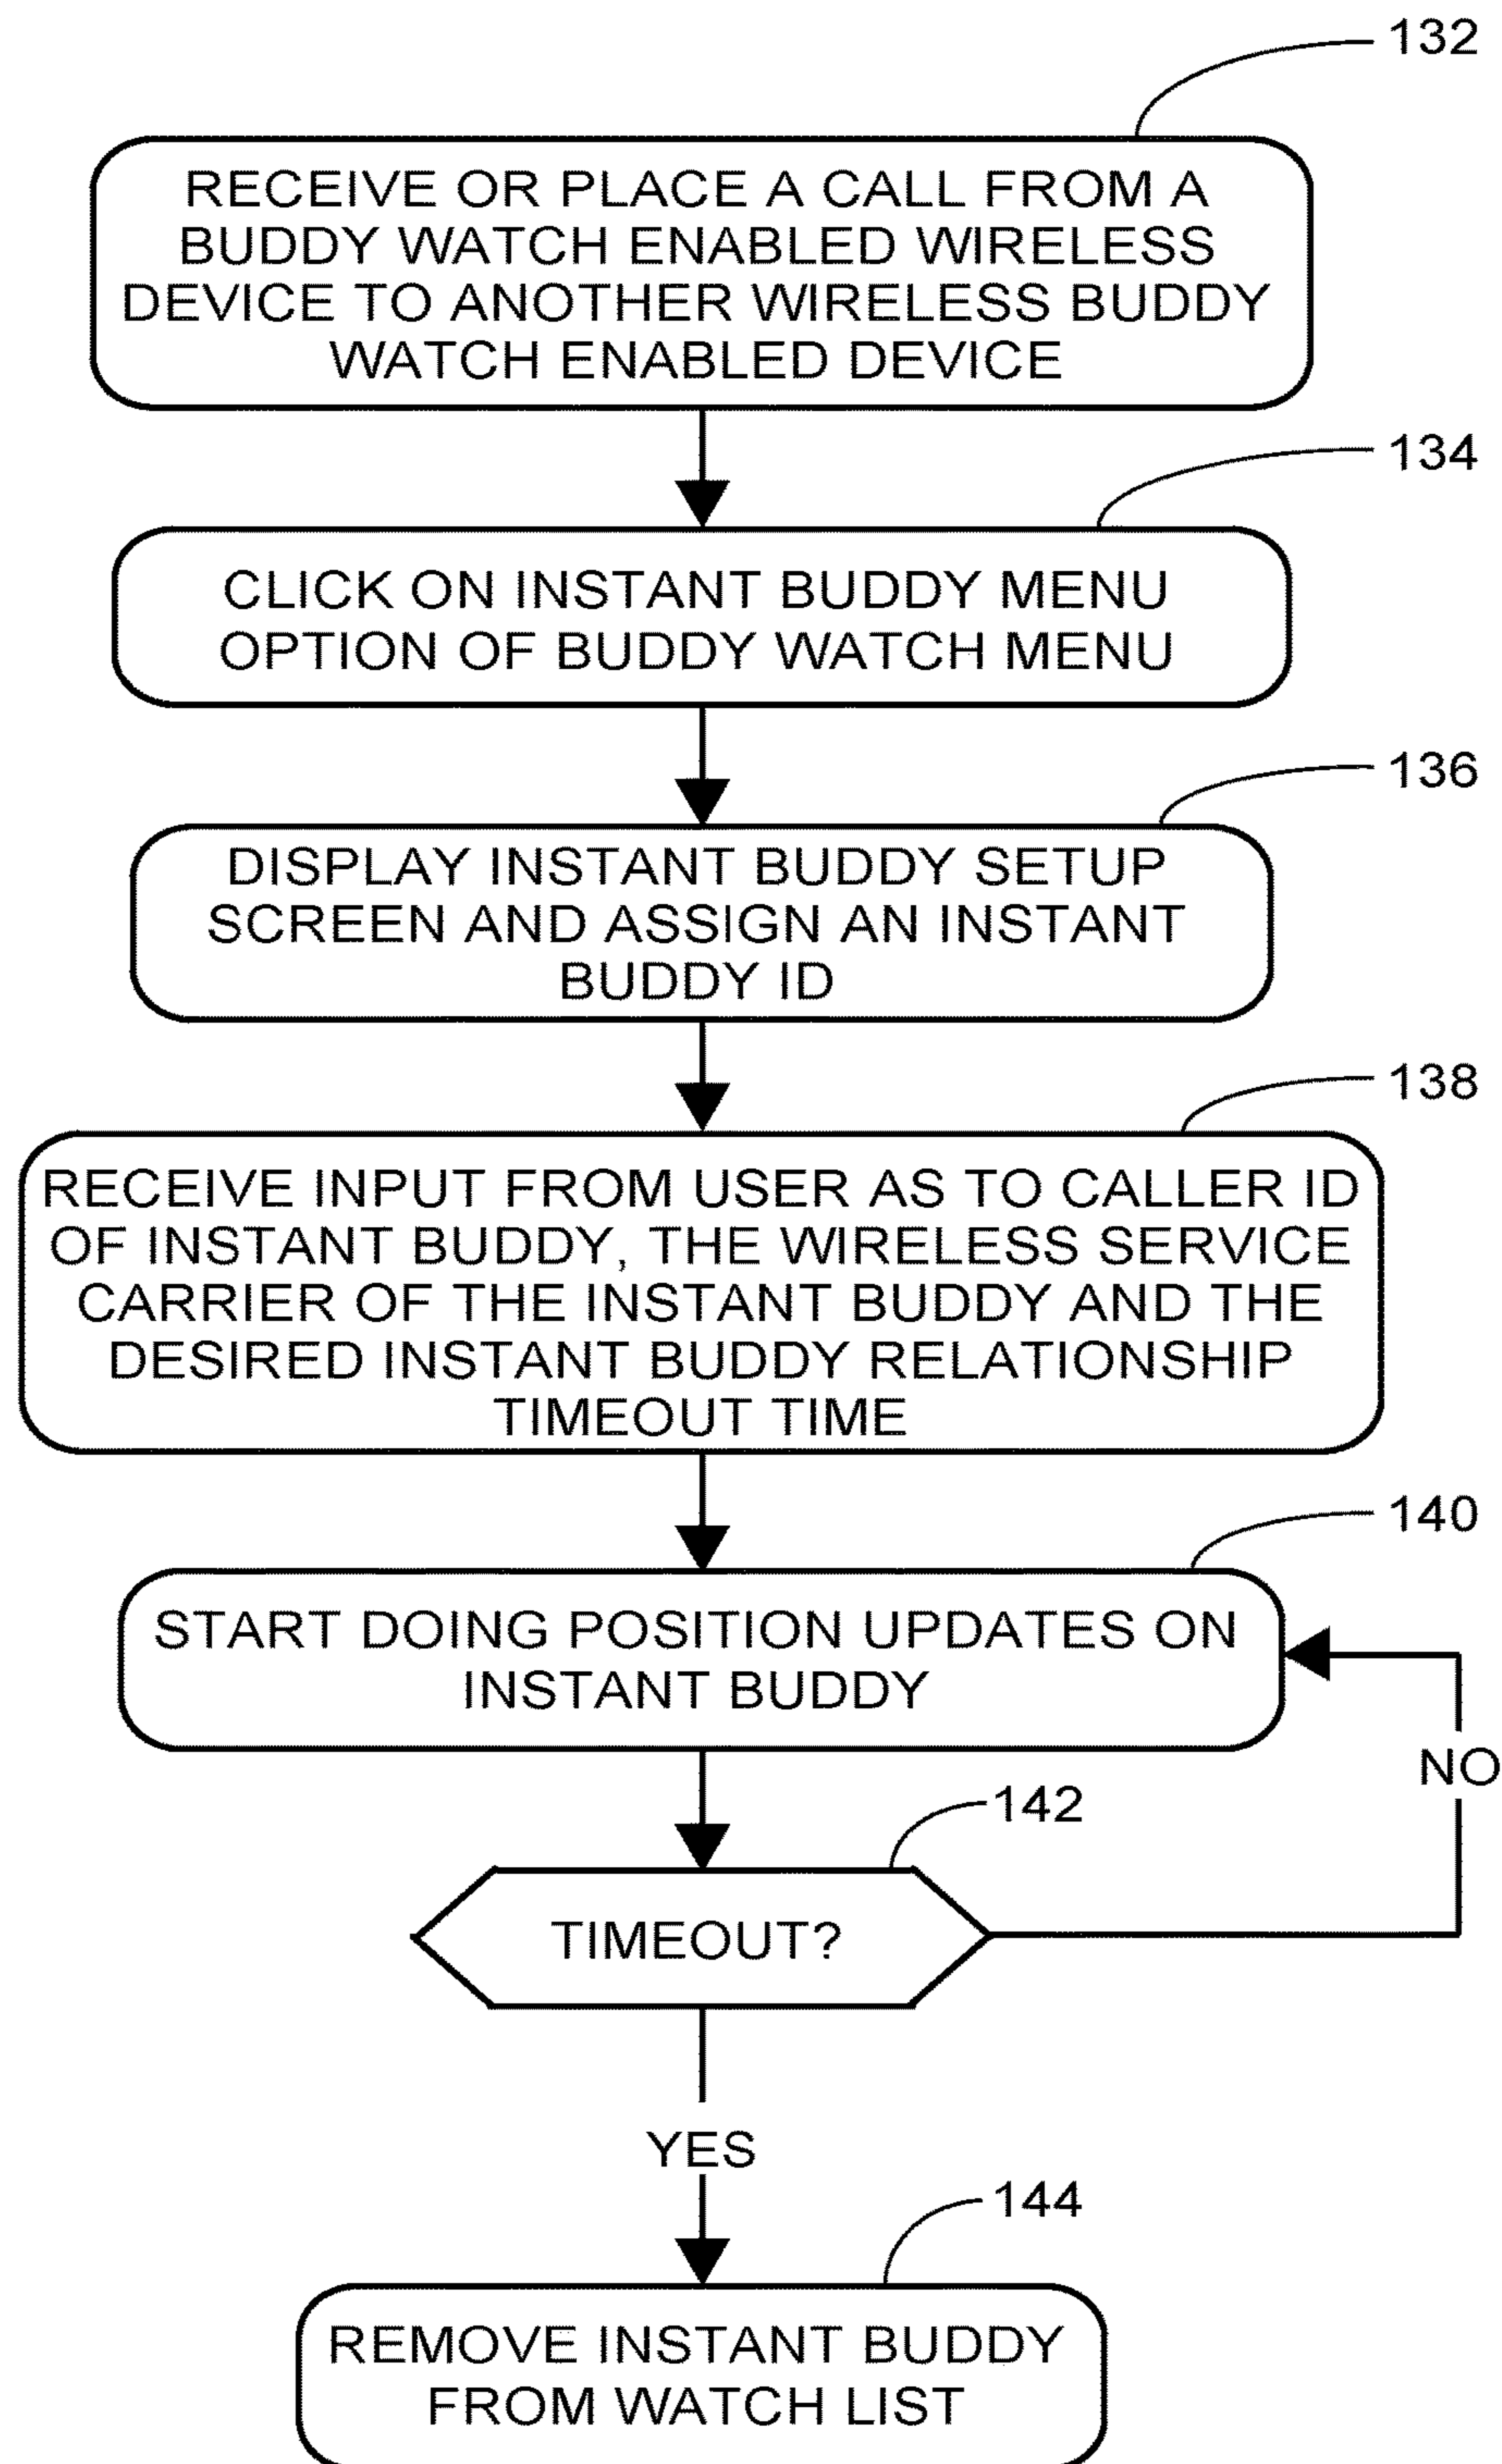 132
RECEIVE OR PLACE A CALL FROM A
BUDDY WATCH ENABLED WIRELESS
DEVICE TO ANOTHER WIRELESS BUDDY
WATCH ENABLED DEVICE
134
CLICK ON INSTANT BUDDY MENU
OPTION OF BUDDY WATCH MENU
136
DISPLAY INSTANT BUDDY SETUP
SCREEN AND ASSIGN AN INSTANT
BUDDY ID
138
RECEIVE INPUT FROM USER AS TO CALLER ID
OF INSTANT BUDDY, THE WIRELESS SERVICE
CARRIER OF THE INSTANT BUDDY AND THE
DESIRED INSTANT BUDDY RELATIONSHIP
TIMEOUT TIME
140
START DOING POSITION UPDATES ON
INSTANT BUDDY
NO
142
TIMEOUT?
YES
144
REMOVE INSTANT BUDDY
FROM WATCH LIST